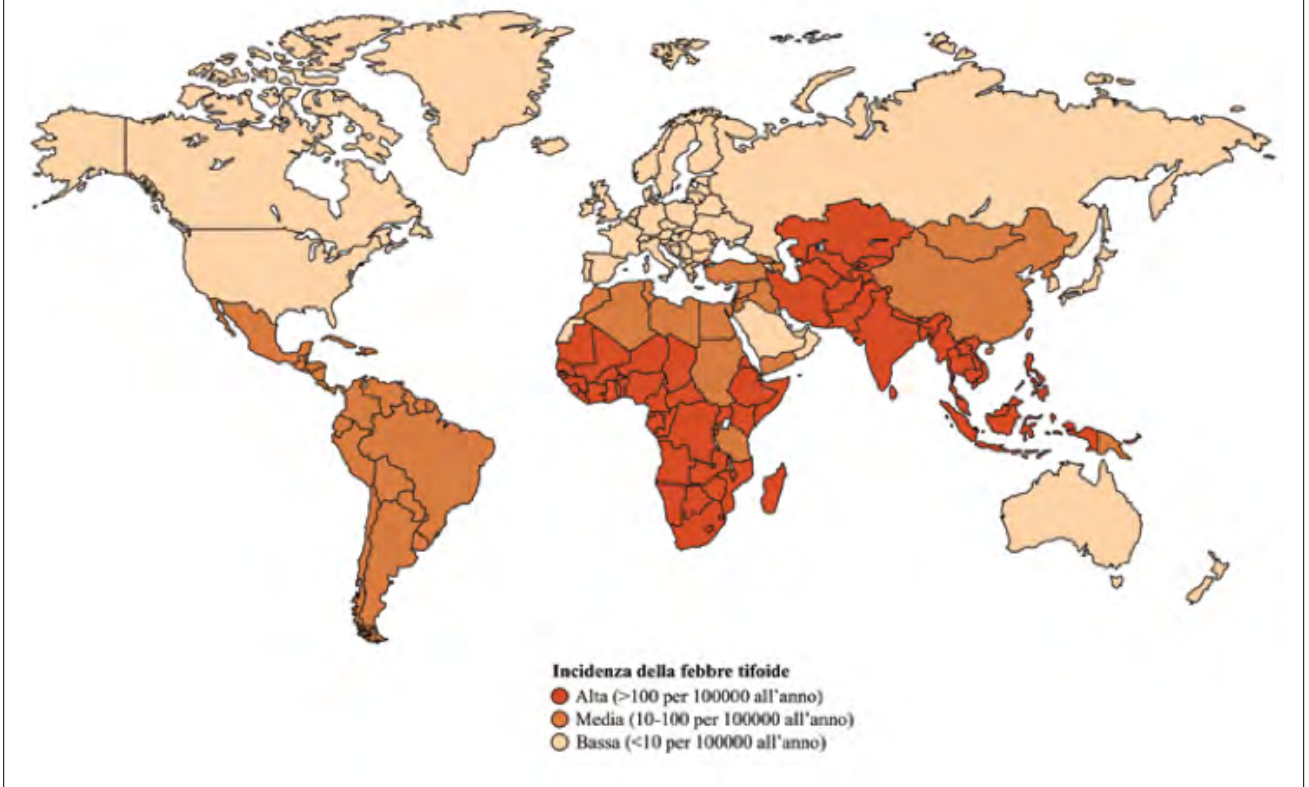 Incidenza della febbre tifoide
Alta (>100 per 100000 all'anno)
Media (10-100 per 100000 all'anno)
Bassa (<10 per 100000 all'anno)